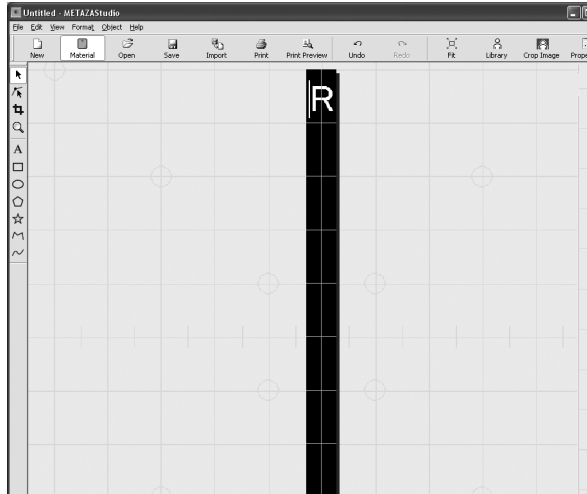 Untitled - METAZAStudio
File Edit View Format Object Help
New Material Open Save Import Print Print Preview Undo Redo Fit Library Crop Image Prope
R
A